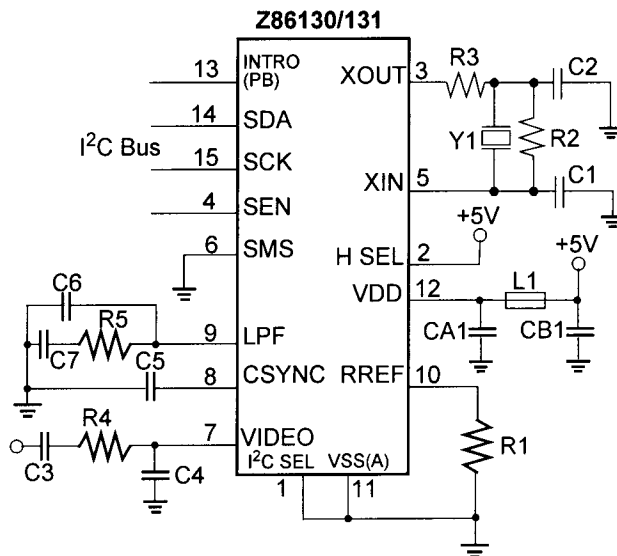 Z86130/131
13
INTRO
(PB)
XOUT
3
R3
C2
14
SDA
I²C Bus
Y1
R2
15
SCK
C1
XIN
5
4
SEN
+5V
6
SMS
H SEL
2
+5V
C6
VDD
12
L1
R5
CA1
CB1
9
LPF
C7
C5
8
CSYNC
RREF
10
R4
7
VIDEO
R1
C3
C4
I²C SEL
VSS(A)
1
11